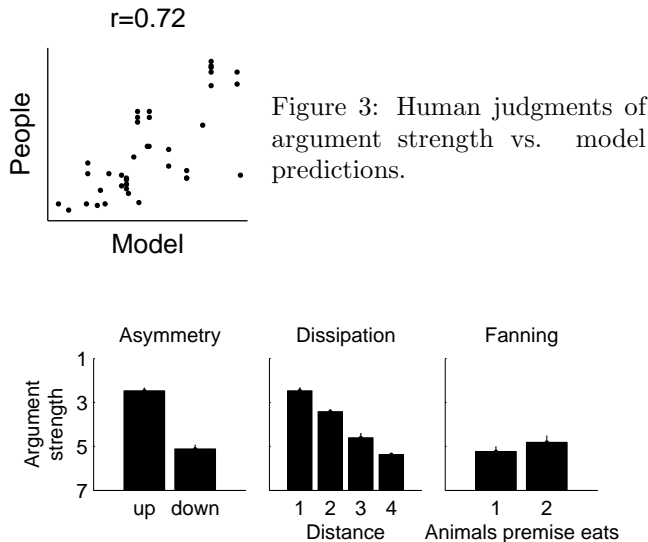 r=0.72
People
Model
Figure 3: Human judgments of
argument strength vs. model
predictions.
Asymmetry
Dissipation
Fanning
Argument
strength
1
3
5
7
up down
1 2 3 4
Distance
1 2
Animals premise eats